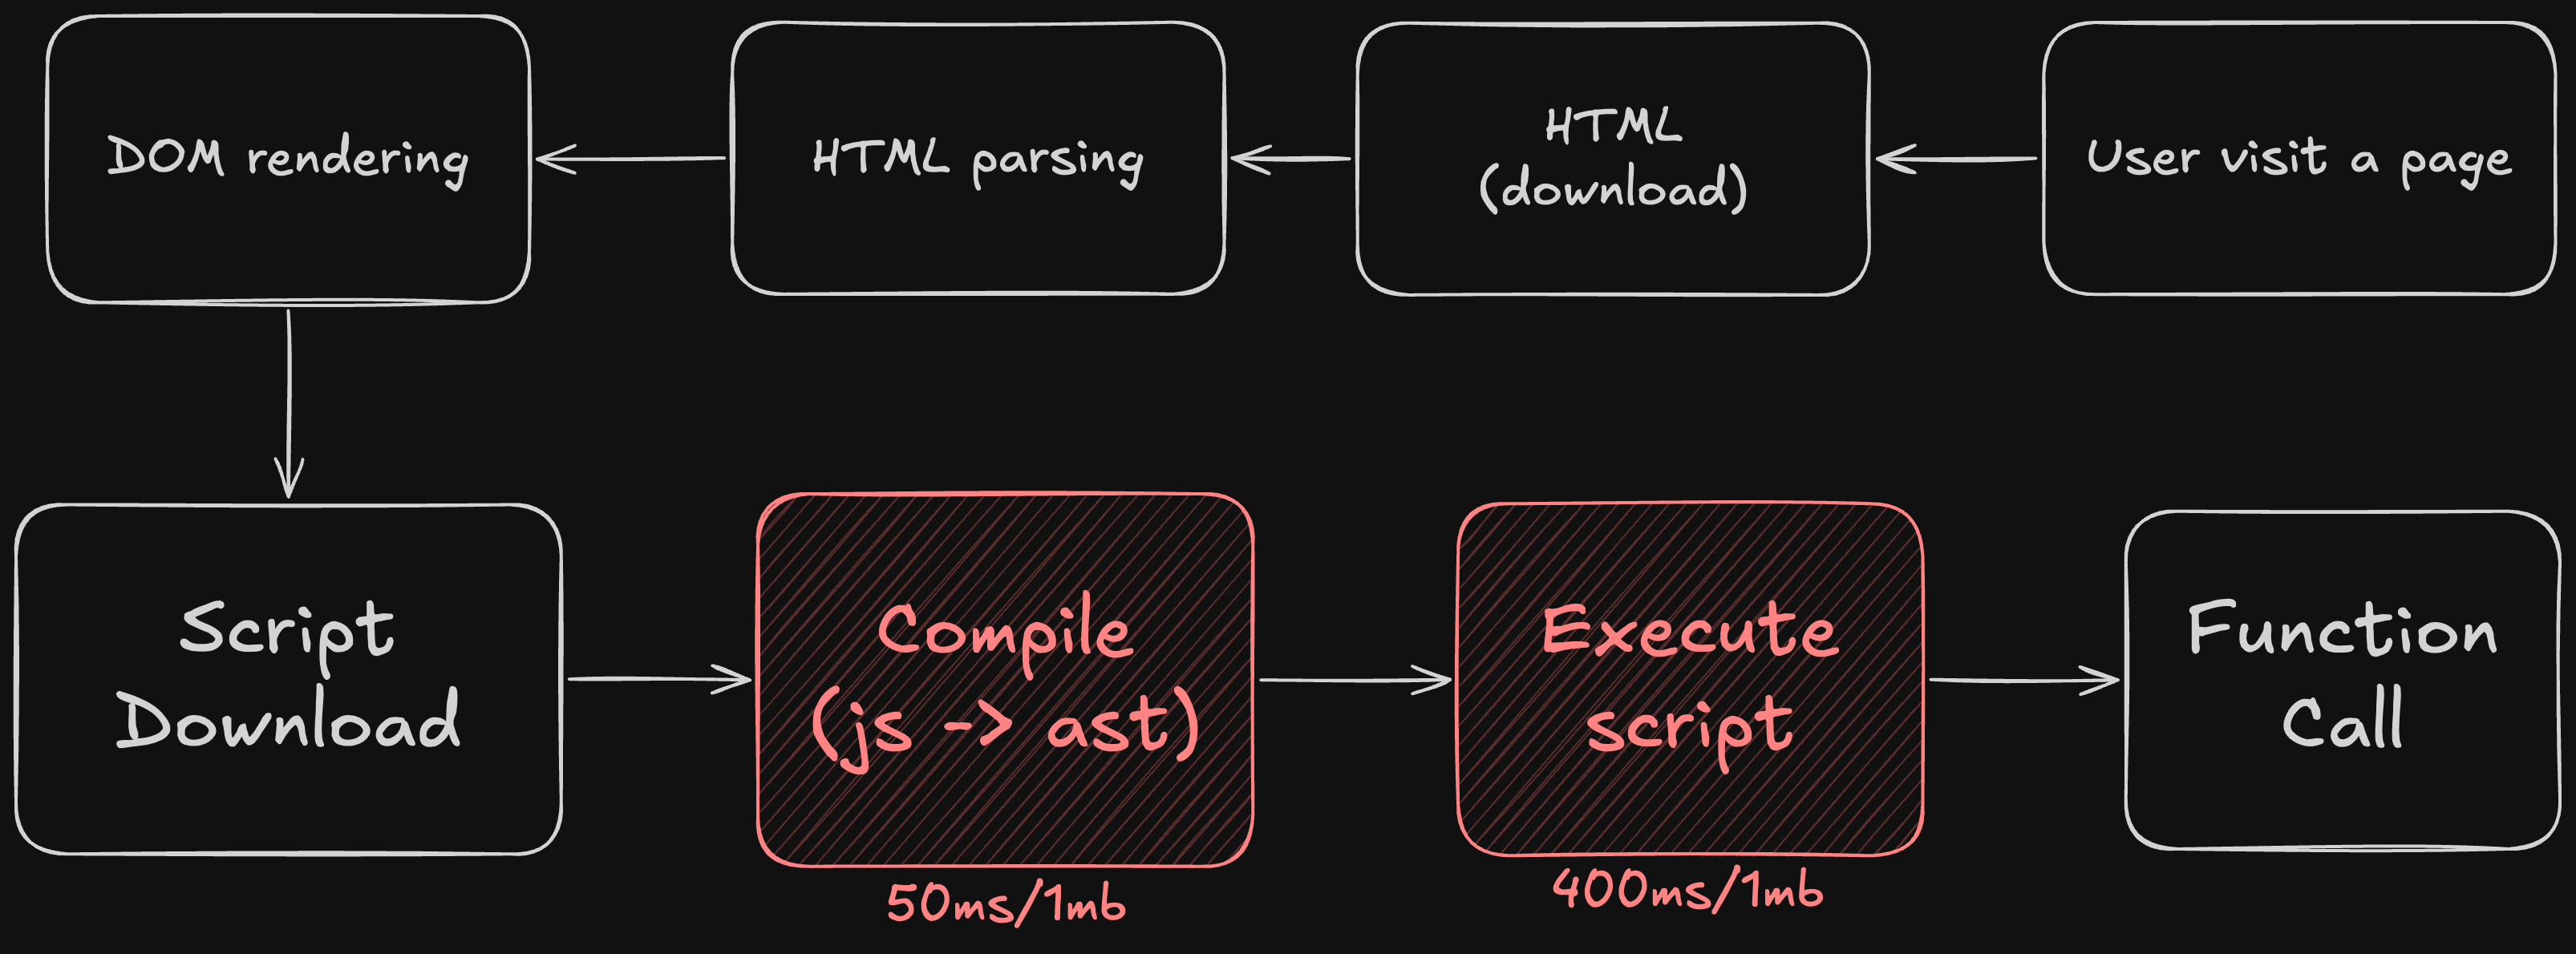 DOM rendering
HTML parsing
HTML
(download)
User visit a page
Script
Download
Compile
(js -> ast)
50ms/1mb
Execute
script
400ms/1mb
Function
Call